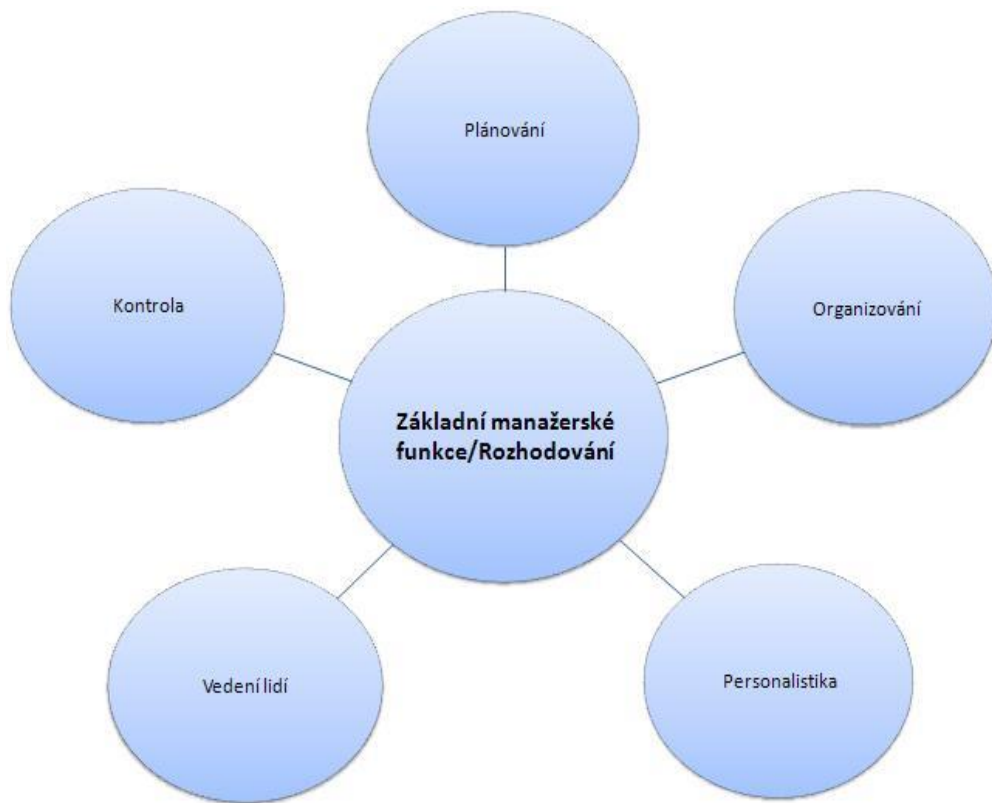 Plánování
Kontrola
Organizování
Základní manažerské
funkce/Rozhodování
Vedení lidí
Personalistika